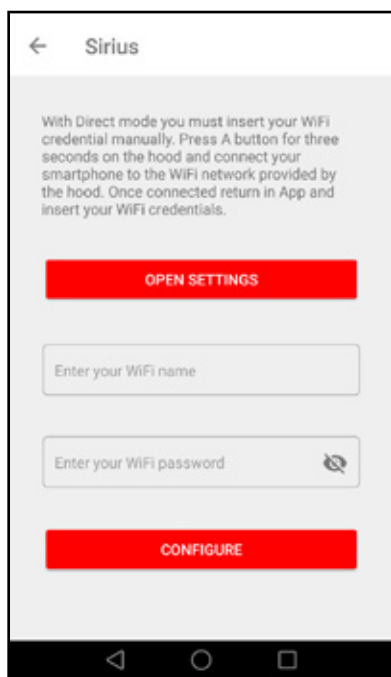 Sirius
With Direct mode you must insert your WiFi
credential manually. Press A button for three
seconds on the hood and connect your
smartphone to the WiFi network provided by
the hood. Once connected return in App and
insert your WiFi credentials.
OPEN SETTINGS
Enter your WiFi name
Enter your WiFi password
CONFIGURE